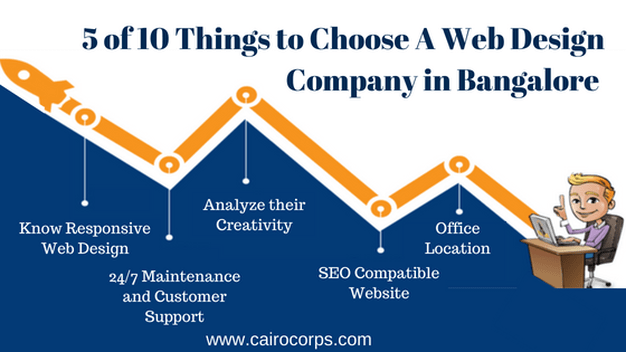 5 of 10 Things to Choose A Web Design
Company in Bangalore
Know Responsive
Web Design
24/7 Maintenance
and Customer
Support
Analyze their
Creativity
SEO Compatible
Website
Office
Location
www.cairocorps.com